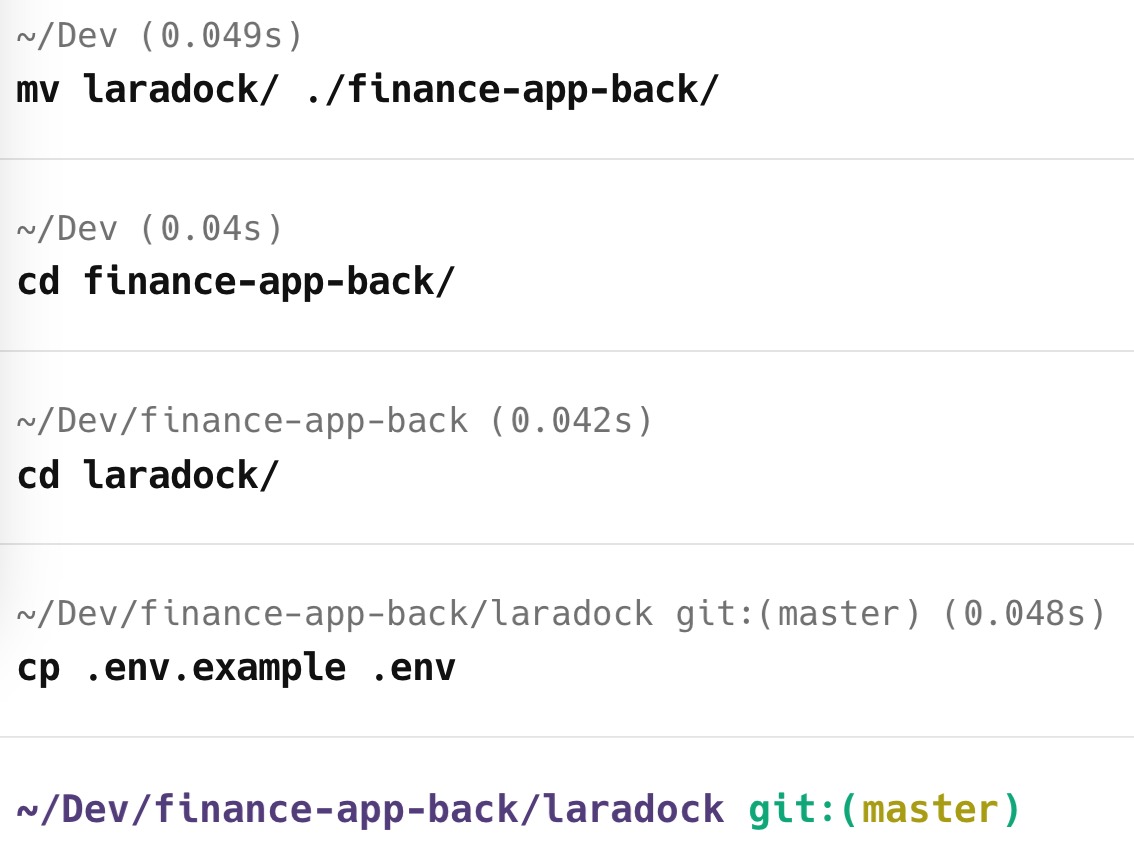 ~/Dev (0.049s)
mv laradock/ ./finance-app-back/
~/Dev (0.04s)
cd finance-app-back/
~/Dev/finance-app-back (0.042s)
cd laradock/
~/Dev/finance-app-back/laradock git:(master) (0.048s)
cp .env.example .env
~/Dev/finance-app-back/laradock git:(master)